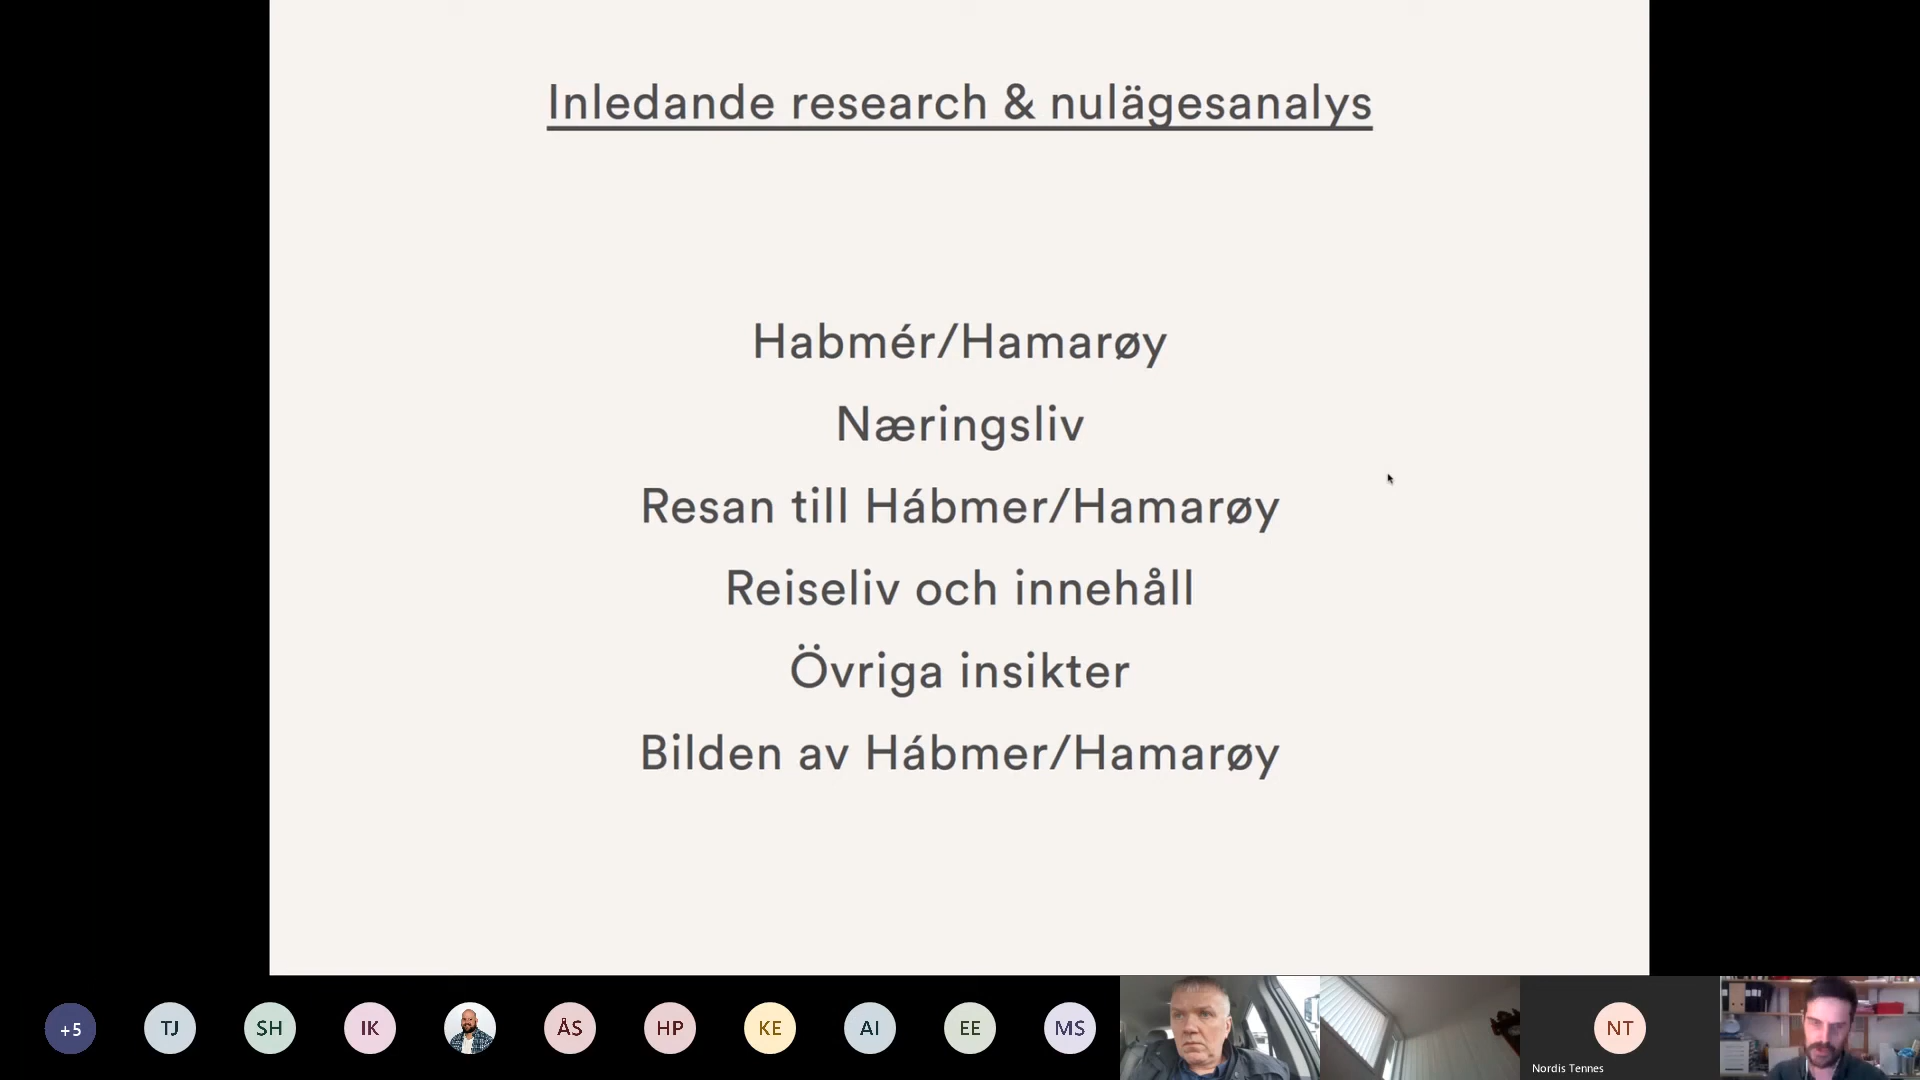 Inledande research & nulägesanalys
Habmér/Hamarøy
Næringsliv
Resan till Hábmer/Hamarøy
Reiseliv och innehåll
Övriga insikter
Bilden av Hábmer/Hamarøy
+5
TJ
SH
IK
ÅS
HP
KE
AI
EE
MS
NT
Nordis Tennes